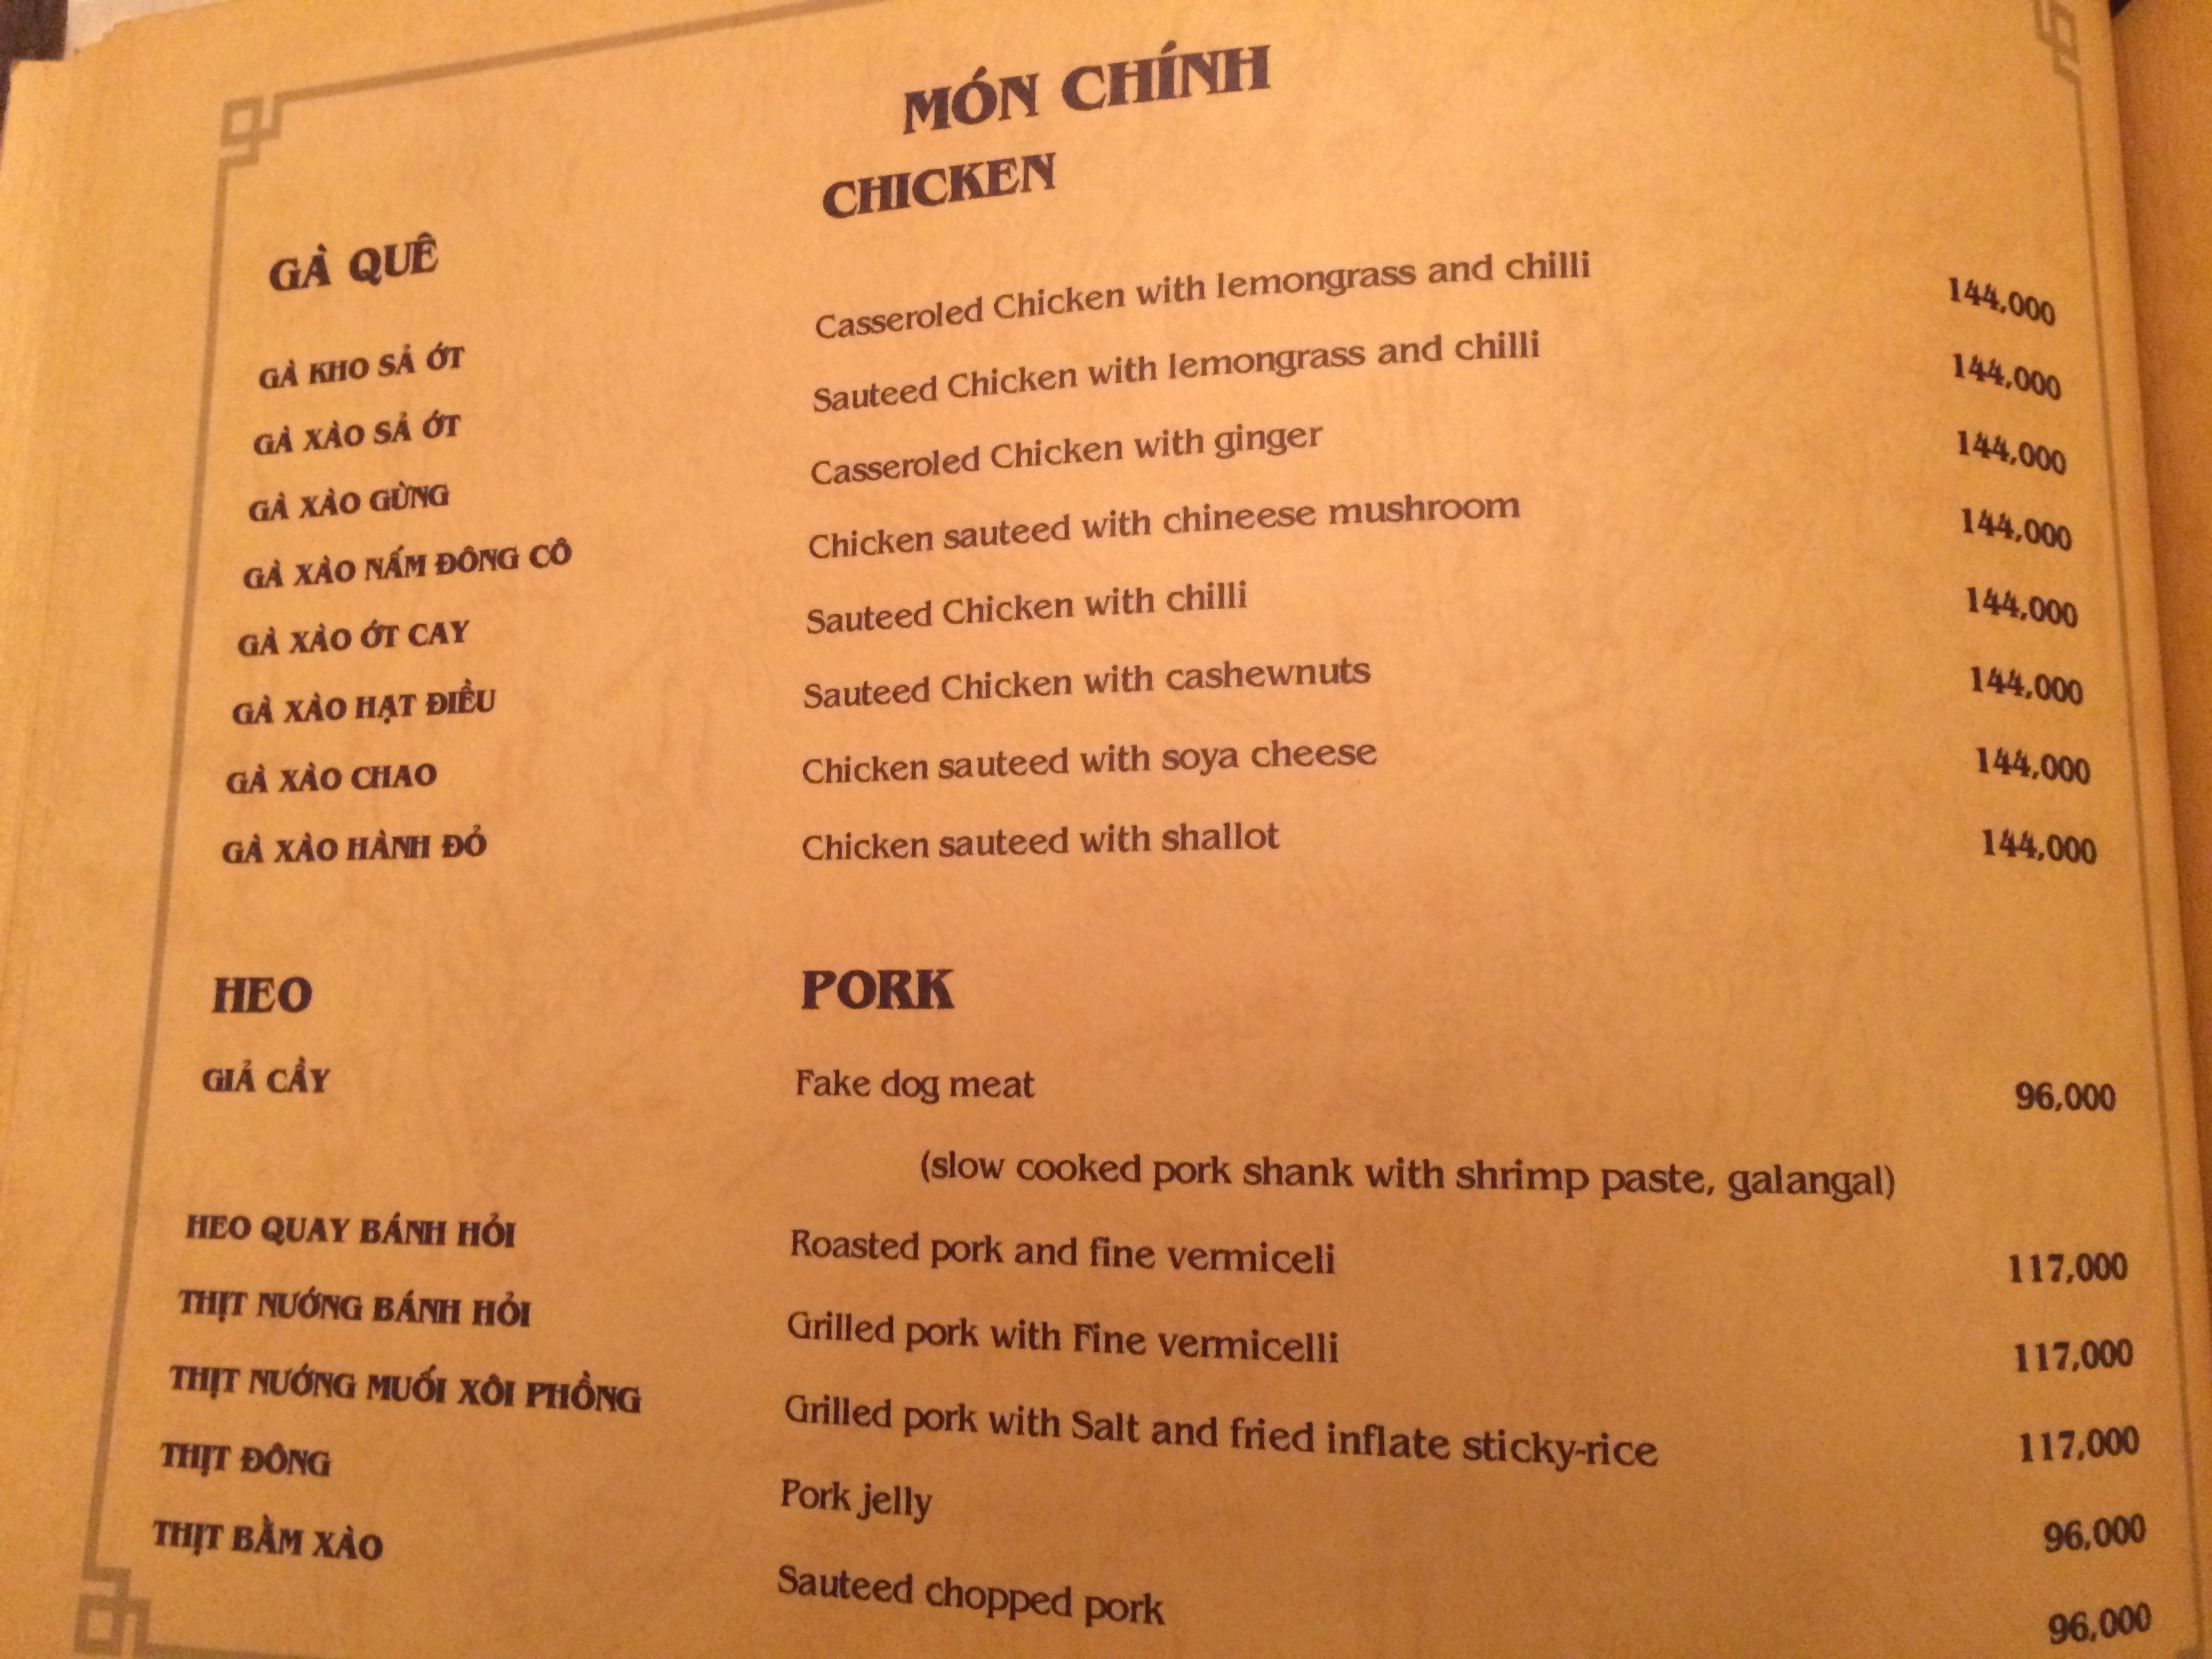 MÓN CHÍNH
GÀ QUÊ CHICKEN
GÀ KHO SẢ ỚT Casseroled Chicken with lemongrass and chilli 144,000
GÀ XÀO SẢ ỚT Sauteed Chicken with lemongrass and chilli 144,000
GÀ XÀO GỪNG Casseroled Chicken with ginger 144,000
GÀ XÀO NẤM ĐÔNG CÔ Chicken sauteed with chineese mushroom 144,000
GÀ XÀO ỚT CAY Sauteed Chicken with chilli 144,000
GÀ XÀO HẠT ĐIỀU Sauteed Chicken with cashewnuts 144,000
GÀ XÀO CHAO Chicken sauteed with soya cheese 144,000
GÀ XÀO HÀNH ĐỎ Chicken sauteed with shallot 144,000
HEO PORK
GIẢ CẦY Fake dog meat 96,000
(slow cooked pork shank with shrimp paste, galangal)
HEO QUAY BÁNH HỎI Roasted pork and fine vermiceli 117,000
THỊT NƯỚNG BÁNH HỎI Grilled pork with Fine vermicelli 117,000
THỊT NƯỚNG MUỐI XÔI PHỒNG Grilled pork with Salt and fried inflate sticky-rice 117,000
THỊT ĐÔNG Pork jelly 96,000
THỊT BẰM XÀO Sauteed chopped pork 96,000